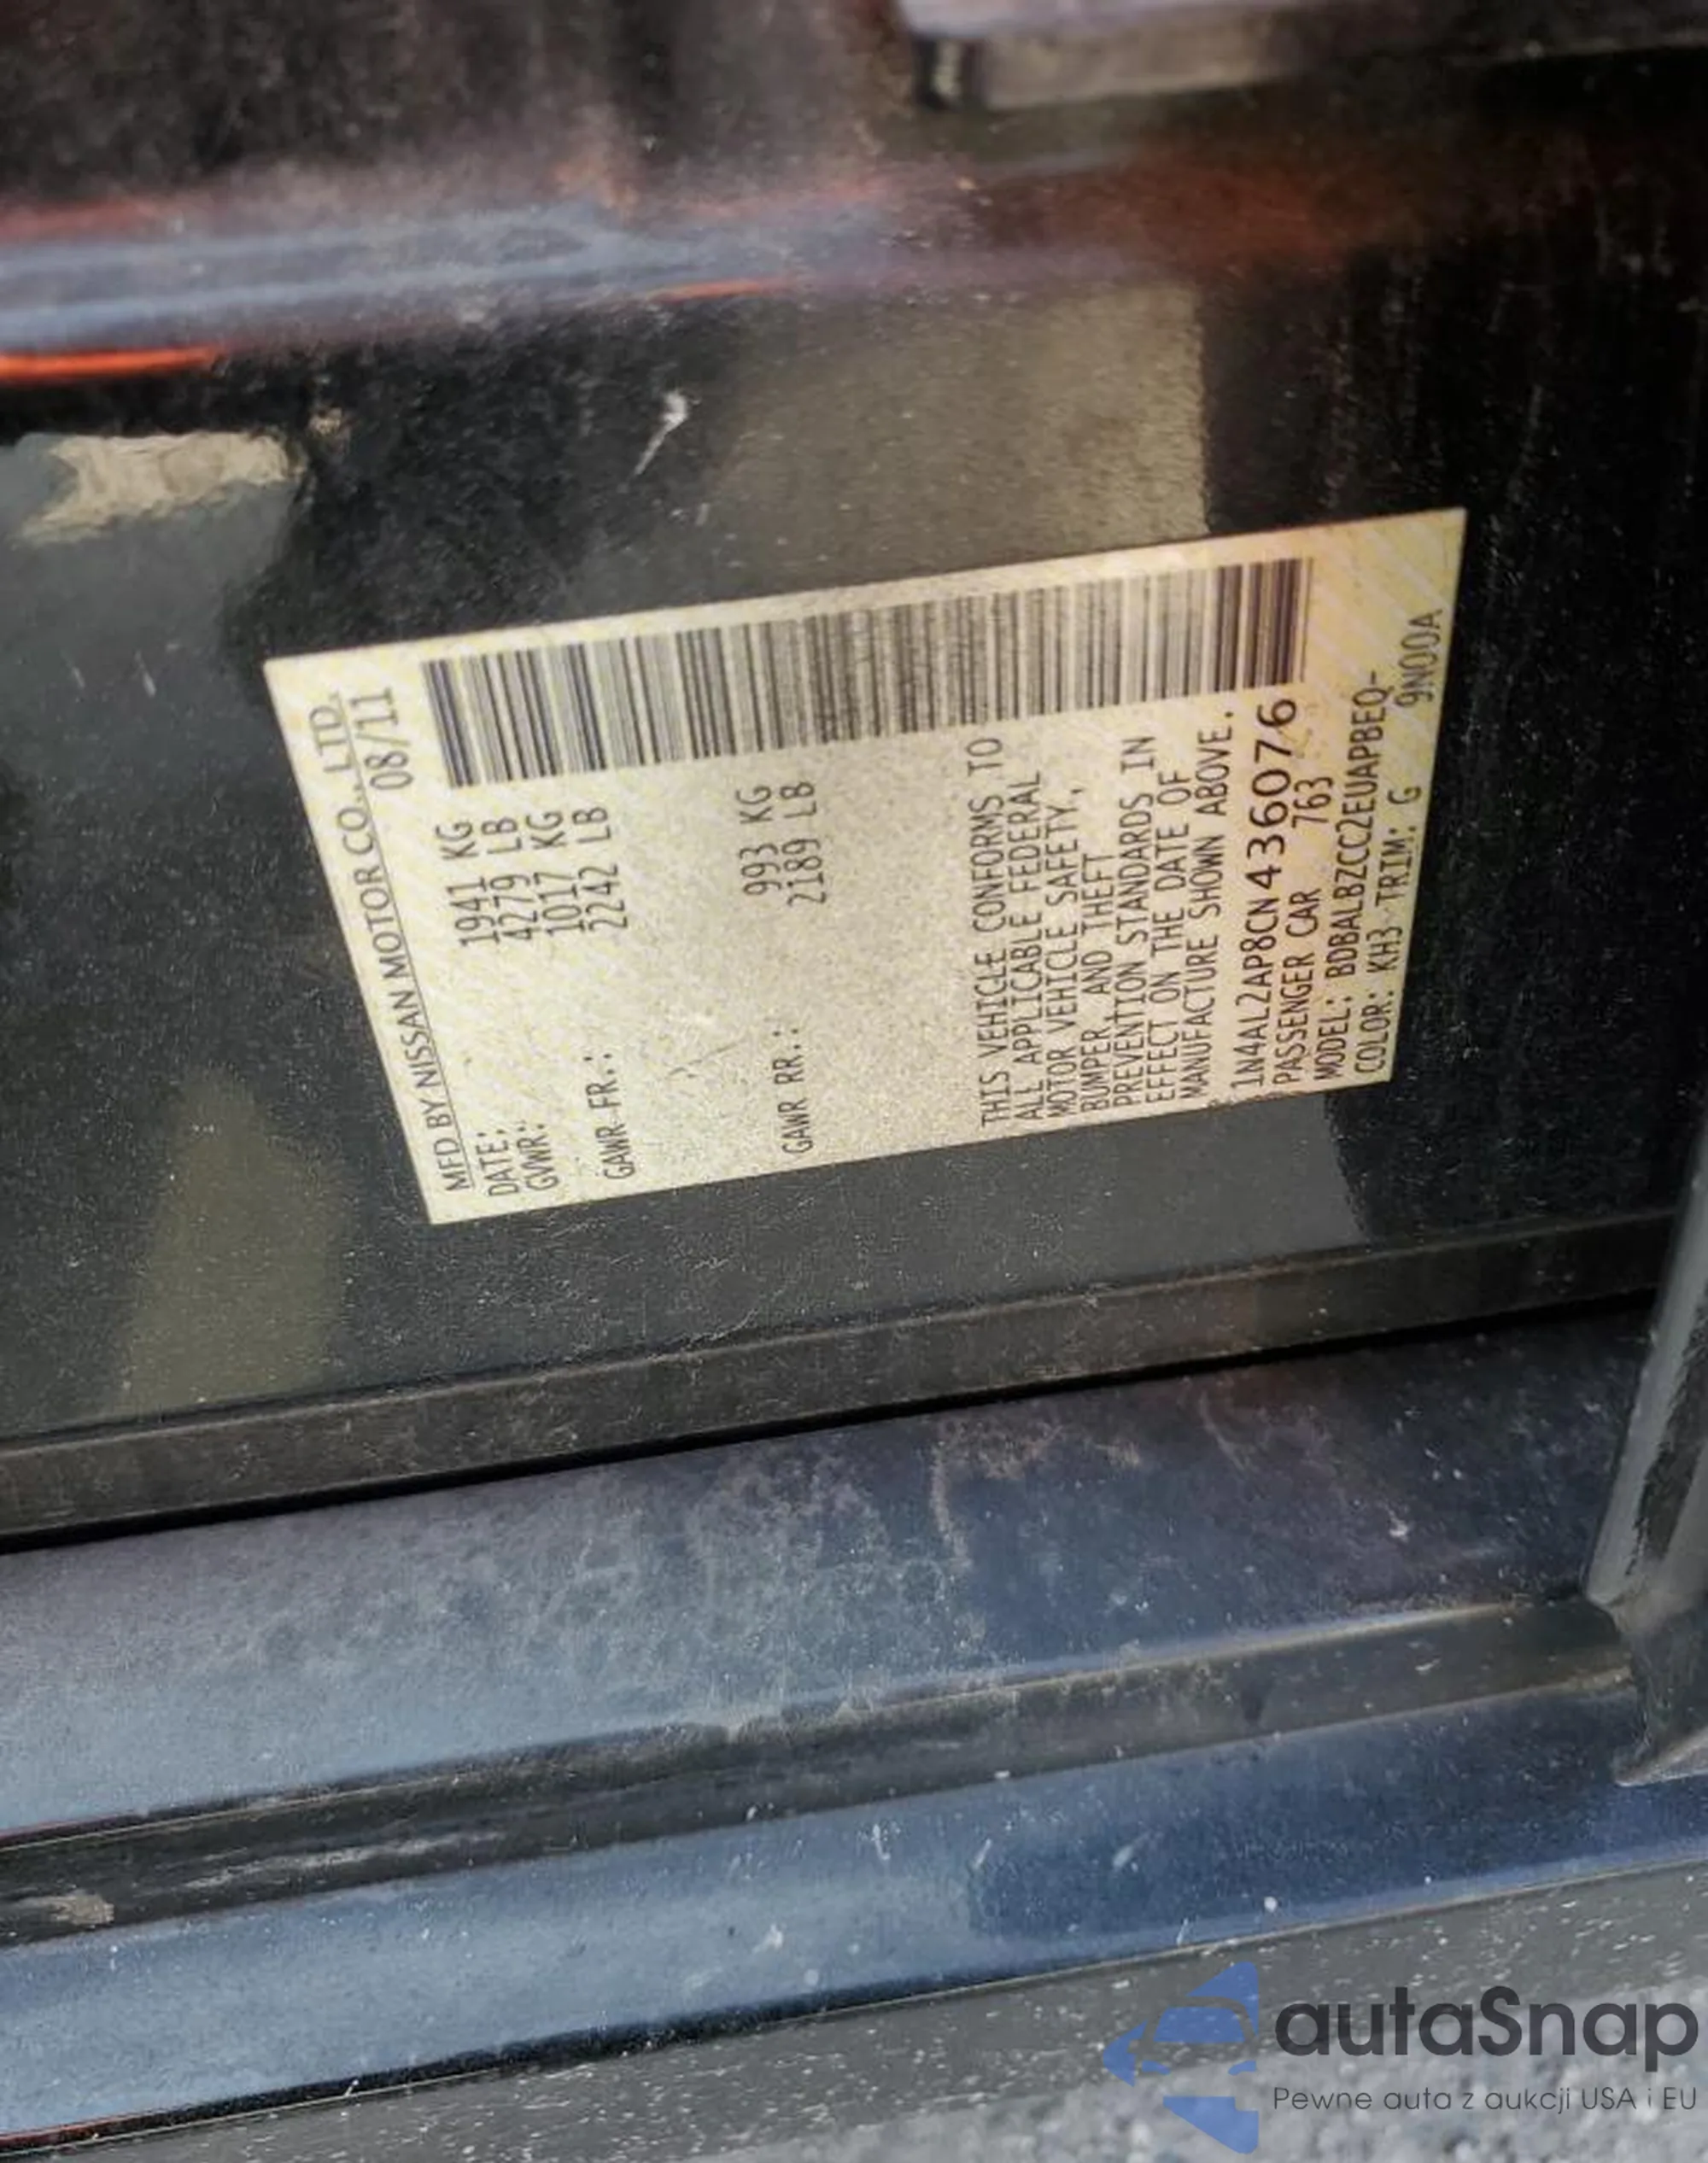 MFD BY NISSAN MOTOR CO., LTD.
DATE: 08/11
GVWR: 1941 KG
4279 LB
GAWR FR.: 1017 KG
2242 LB
GAWR RR.: 993 KG
2189 LB
THIS VEHICLE CONFORMS TO
ALL APPLICABLE FEDERAL
MOTOR VEHICLE SAFETY,
BUMPER, AND THEFT
PREVENTION STANDARDS IN
EFFECT ON THE DATE OF
MANUFACTURE SHOWN ABOVE.
1N4AL2AP8CN436076
PASSENGER CAR 763
MODEL: BDBALBZCC2EUAPBEQ-
COLOR: KH3 TRIM: G 9N00A
autaSnap
Pewne auta z aukcji USA i EU